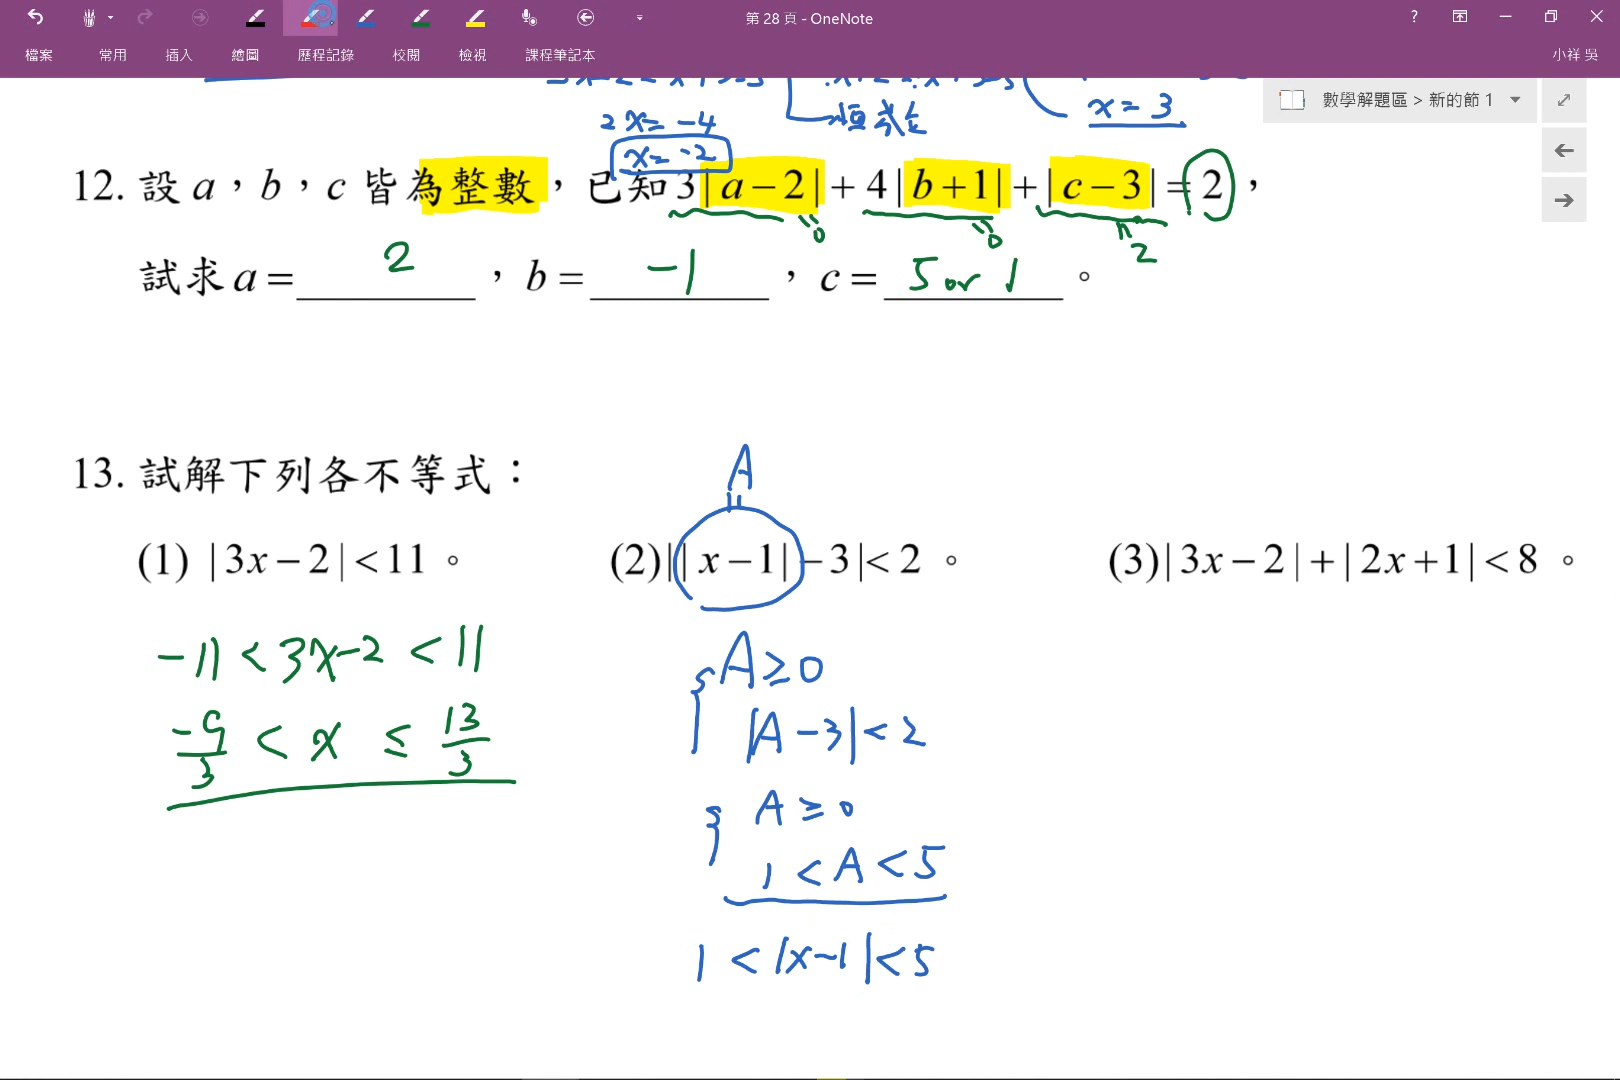 第 28 頁 - OneNote
檔案 常用 插入 繪圖 歷程記錄 校閱 檢視 課程筆記本 小祥 吳
數學解題區 > 新的節 1
2x = -4
x = -2
恒成立
x = 3
12. 設 a，b，c 皆為整數，已知 3|a－2|＋4|b＋1|＋|c－3|＝2，
0 0 2
試求 a = 2，b = -1，c = 5 or 1。
13. 試解下列各不等式：
A
(1) |3x－2|＜11。 (2)||x－1|－3|＜2。 (3)|3x－2|＋|2x＋1|＜8。
-11 < 3x-2 < 11
-9/3 < x ≤ 13/3
A ≥ 0
|A - 3| < 2
A ≥ 0
1 < A < 5
1 < |x-1| < 5